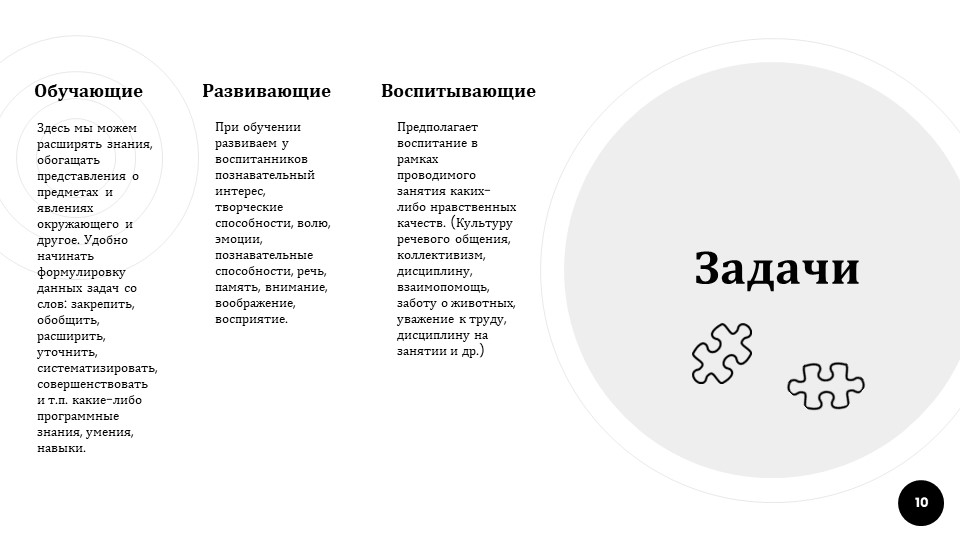 Обучающие
Здесь мы можем
расширять знания,
обогащать
представления о
предметах и
явлениях
окружающего и
другое. Удобно
начинать
формулировку
данных задач со
слов: закрепить,
обобщить,
расширить,
уточнить,
систематизировать,
совершенствовать
и т.п. какие-либо
программные
знания, умения,
навыки.
Развивающие
При обучении
развиваем у
воспитанников
познавательный
интерес,
творческие
способности, волю,
эмоции,
познавательные
способности, речь,
память, внимание,
воображение,
восприятие.
Воспитывающие
Предполагает
воспитание в
рамках
проводимого
занятия каких-
либо нравственных
качеств. (Культуру
речевого общения,
коллективизм,
дисциплину,
взаимопомощь,
заботу о животных,
уважение к труду,
дисциплину на
занятии и др.)
Задачи
10